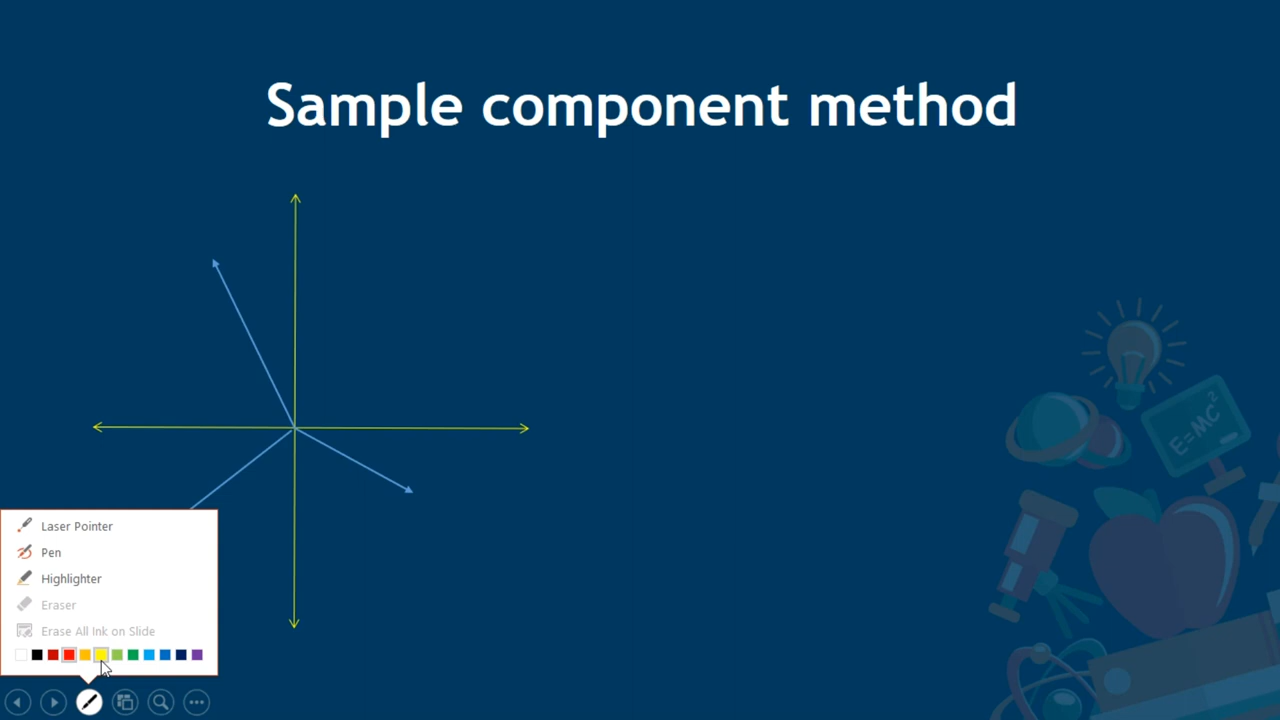 Sample component method
E=MC²
Laser Pointer
Pen
Highlighter
Eraser
Erase All Ink on Slide